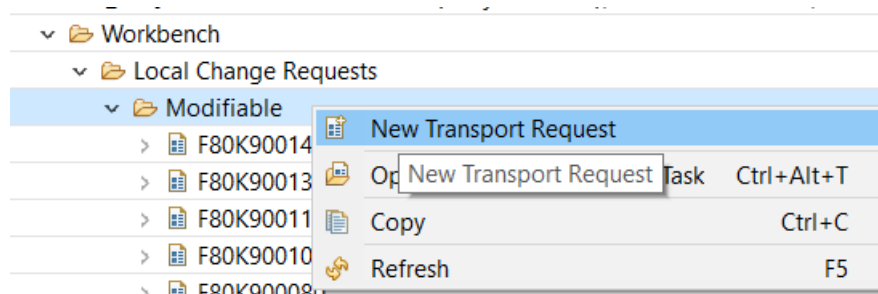 Workbench
Local Change Requests
Modifiable
New Transport Request
F80K90014
Op New Transport Request Task Ctrl+Alt+T
F80K90013
Copy Ctrl+C
F80K90011
Refresh F5
F80K90010
F80K900080